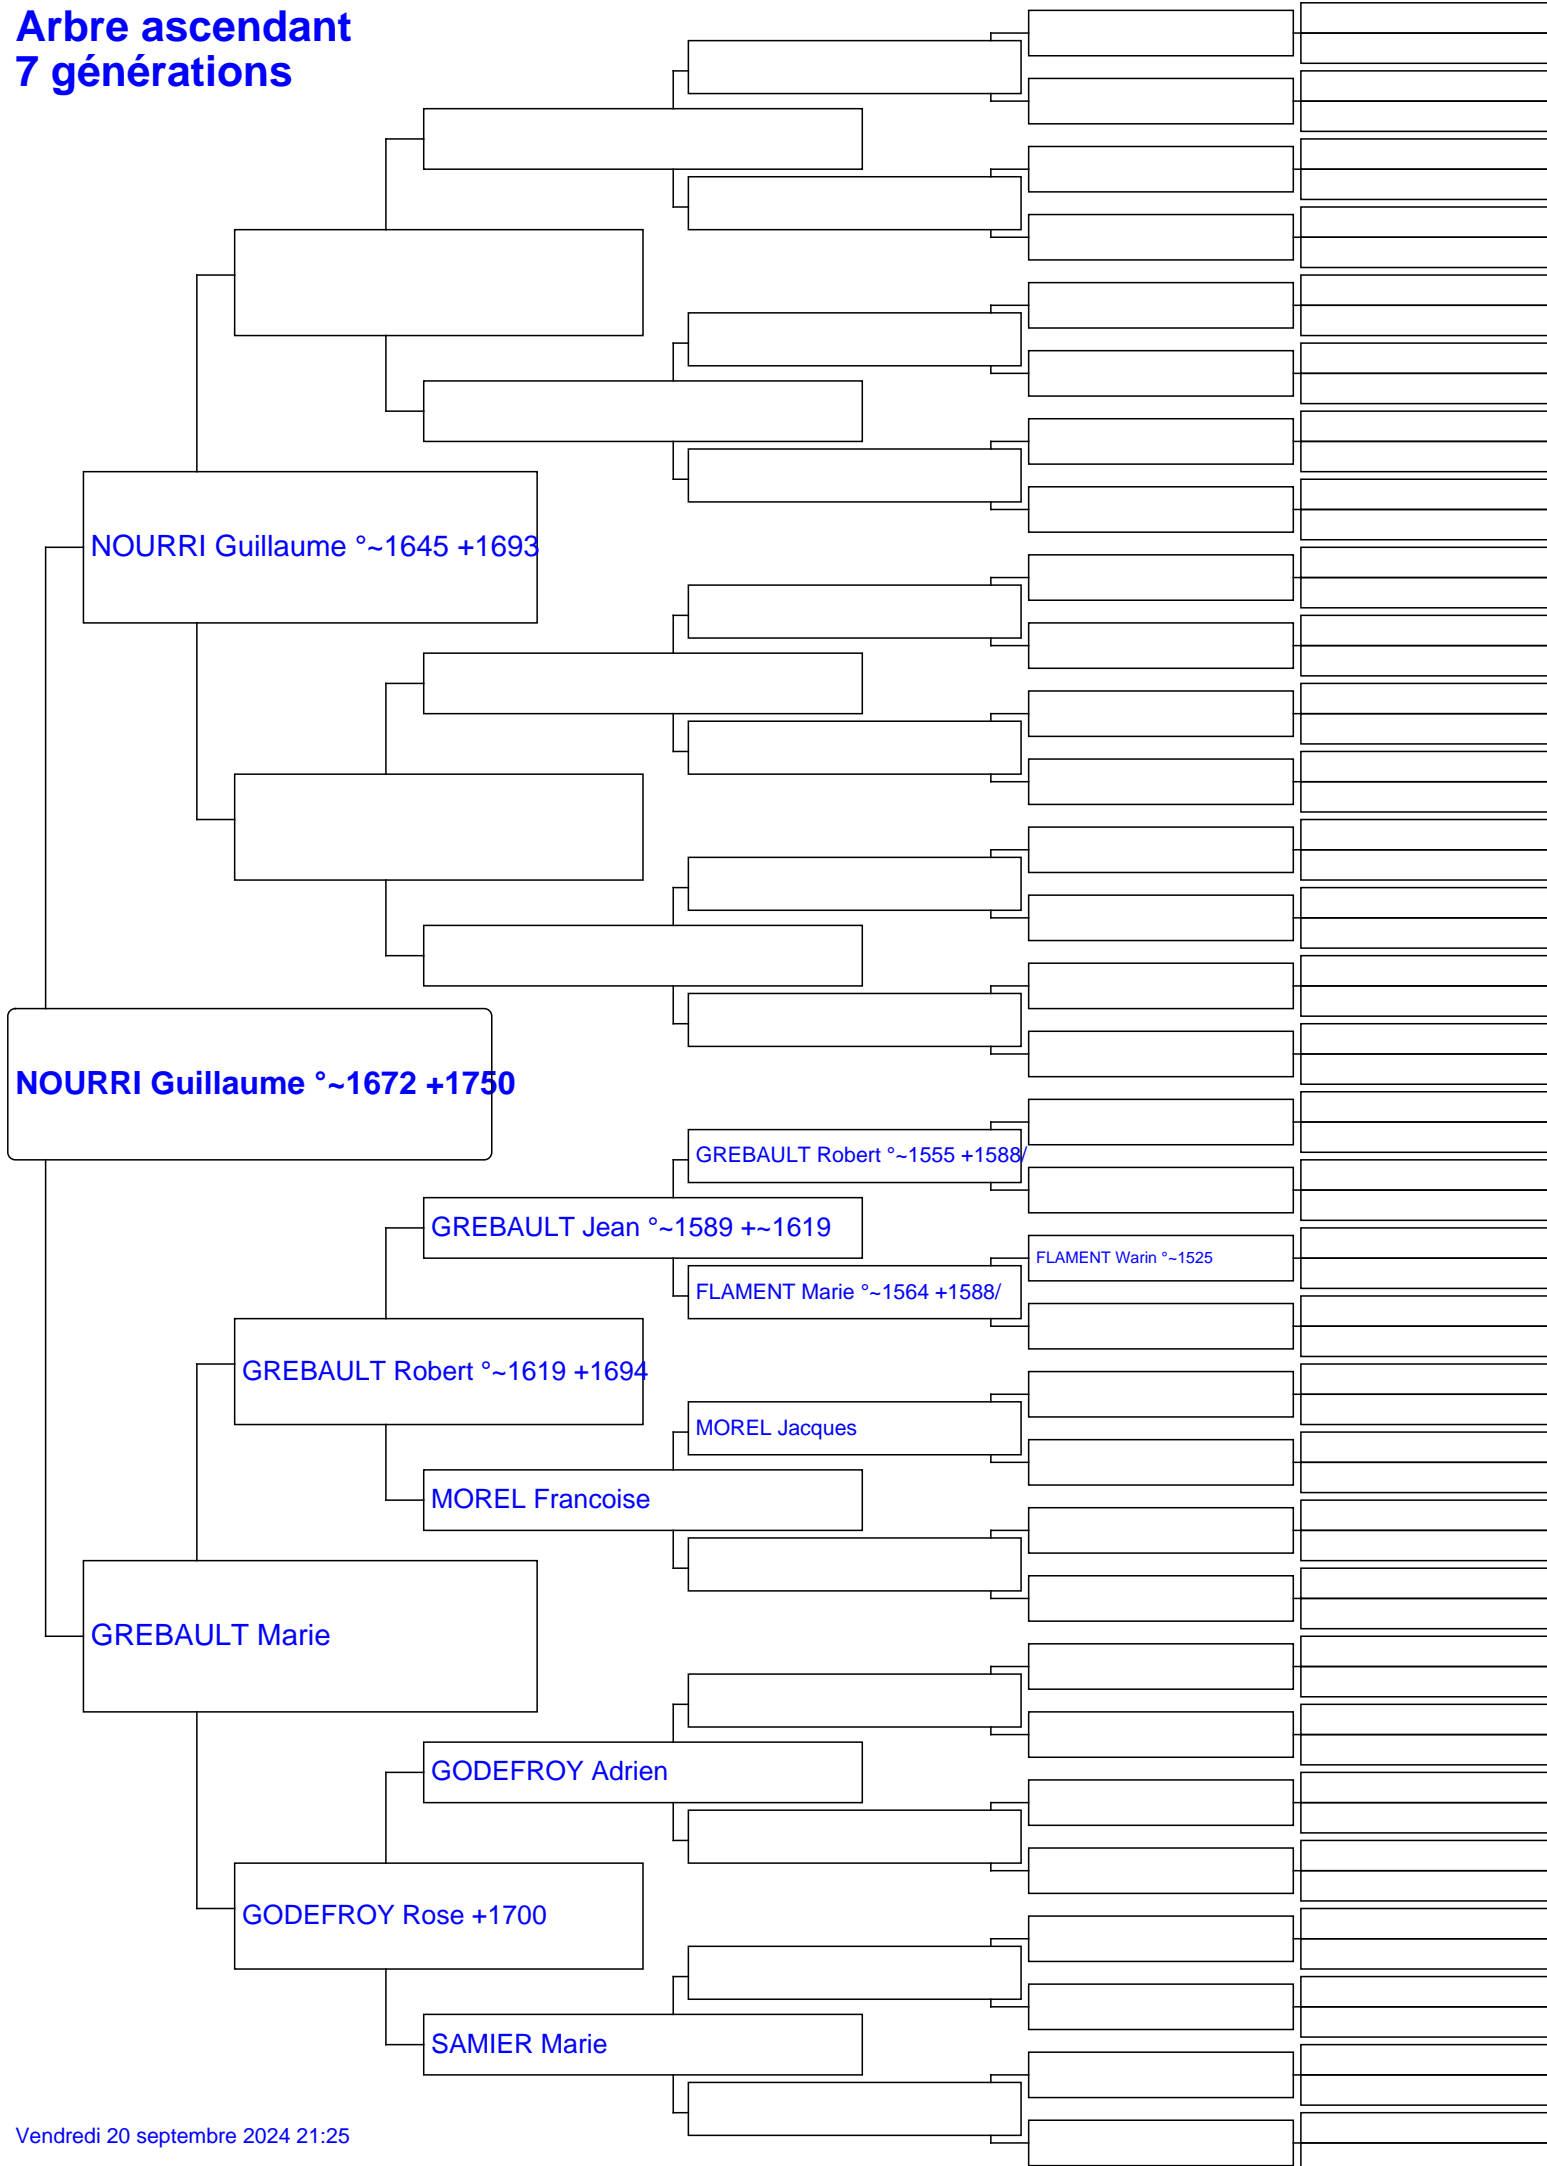 Arbre ascendant
7 générations
NOURRI Guillaume °~1645 +1693
NOURRI Guillaume °~1672 +1750
GREBAULT Robert °~1555 +1588/
GREBAULT Jean °~1589 +~1619
FLAMENT Warin °~1525
FLAMENT Marie °~1564 +1588/
GREBAULT Robert °~1619 +1694
MOREL Jacques
MOREL Francoise
GREBAULT Marie
GODEFROY Adrien
GODEFROY Rose +1700
SAMIER Marie
Vendredi 20 septembre 2024 21:25